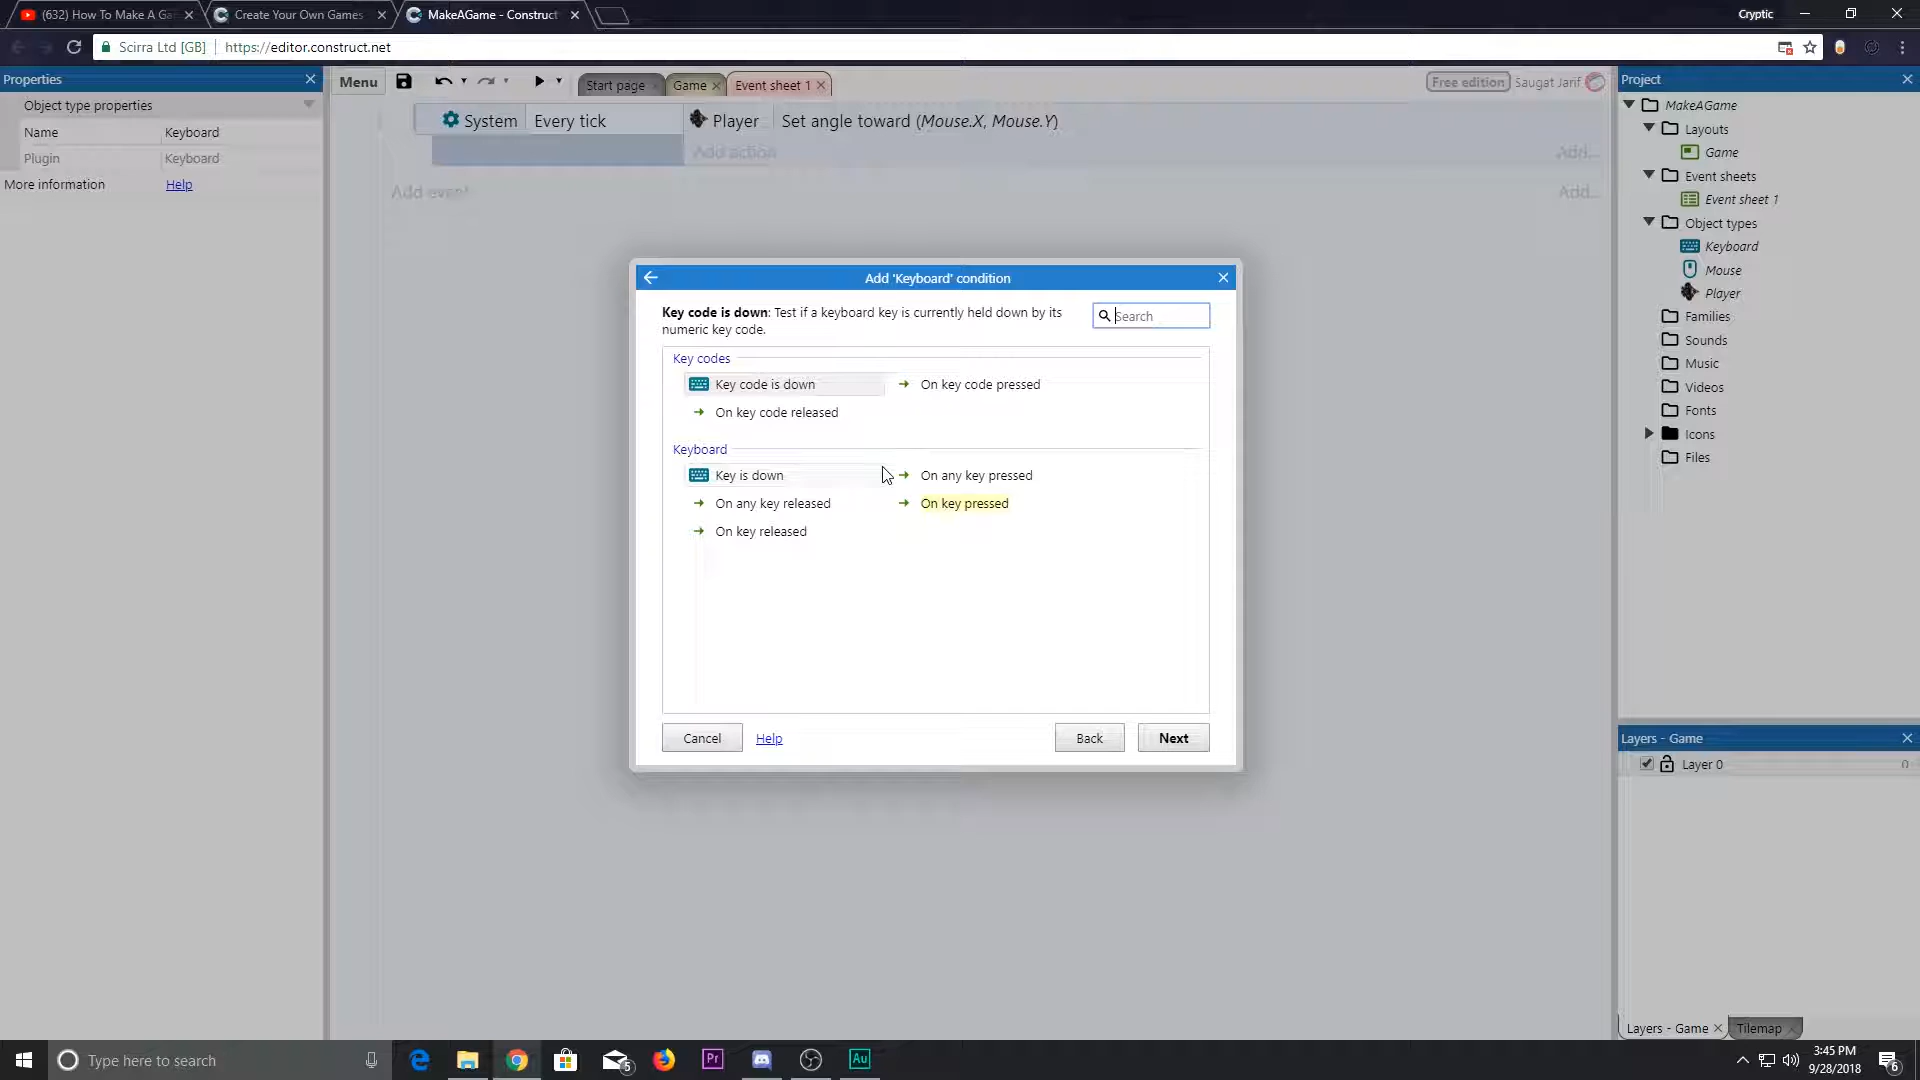 (632) How To Make A Ga
Create Your Own Games
MakeAGame - Construct
Cryptic
Scirra Ltd [GB]
https://editor.construct.net
Properties
Menu
Start page
Game
Event sheet 1
Free edition
Saugat Jarif
Project
Object type properties
Name
Keyboard
Plugin
Keyboard
More information
Help
System
Every tick
Player
Set angle toward (Mouse.X, Mouse.Y)
Add action
Add...
Add event
Add...
Add 'Keyboard' condition
Key code is down: Test if a keyboard key is currently held down by its
numeric key code.
Search
Key codes
Key code is down
On key code pressed
On key code released
Keyboard
Key is down
On any key pressed
On any key released
On key pressed
On key released
Cancel
Help
Back
Next
MakeAGame
Layouts
Game
Event sheets
Event sheet 1
Object types
Keyboard
Mouse
Player
Families
Sounds
Music
Videos
Fonts
Icons
Files
Layers - Game
Layer 0
0
Layers - Game
Tilemap
Type here to search
5
Pr
Au
3:45 PM
9/28/2018
6